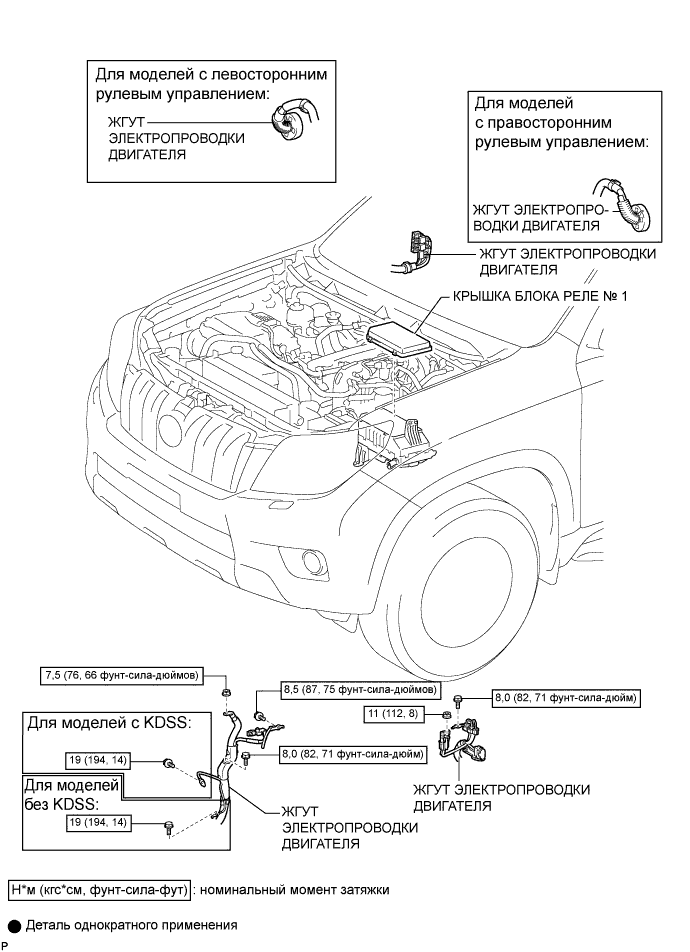 Для моделей с левосторонним
рулевым управлением:
ЖГУТ
ЭЛЕКТРОПРОВОДКИ
ДВИГАТЕЛЯ
Для моделей
с правосторонним
рулевым управлением:
ЖГУТ ЭЛЕКТРОПРО-
ВОДКИ ДВИГАТЕЛЯ
ЖГУТ ЭЛЕКТРОПРОВОДКИ
ДВИГАТЕЛЯ
КРЫШКА БЛОКА РЕЛЕ № 1
7,5 (76, 66 фунт-сила-дюймов)
8,5 (87, 75 фунт-сила-дюймов)
8,0 (82, 71 фунт-сила-дюйм)
11 (112, 8)
Для моделей с KDSS:
19 (194, 14)
8,0 (82, 71 фунт-сила-дюйм)
Для моделей
без KDSS:
19 (194, 14)
ЖГУТ
ЭЛЕКТРОПРОВОДКИ
ДВИГАТЕЛЯ
ЖГУТ ЭЛЕКТРОПРОВОДКИ
ДВИГАТЕЛЯ
Н*м (кгс*см, фунт-сила-фут) : номинальный момент затяжки
Деталь однократного применения
P